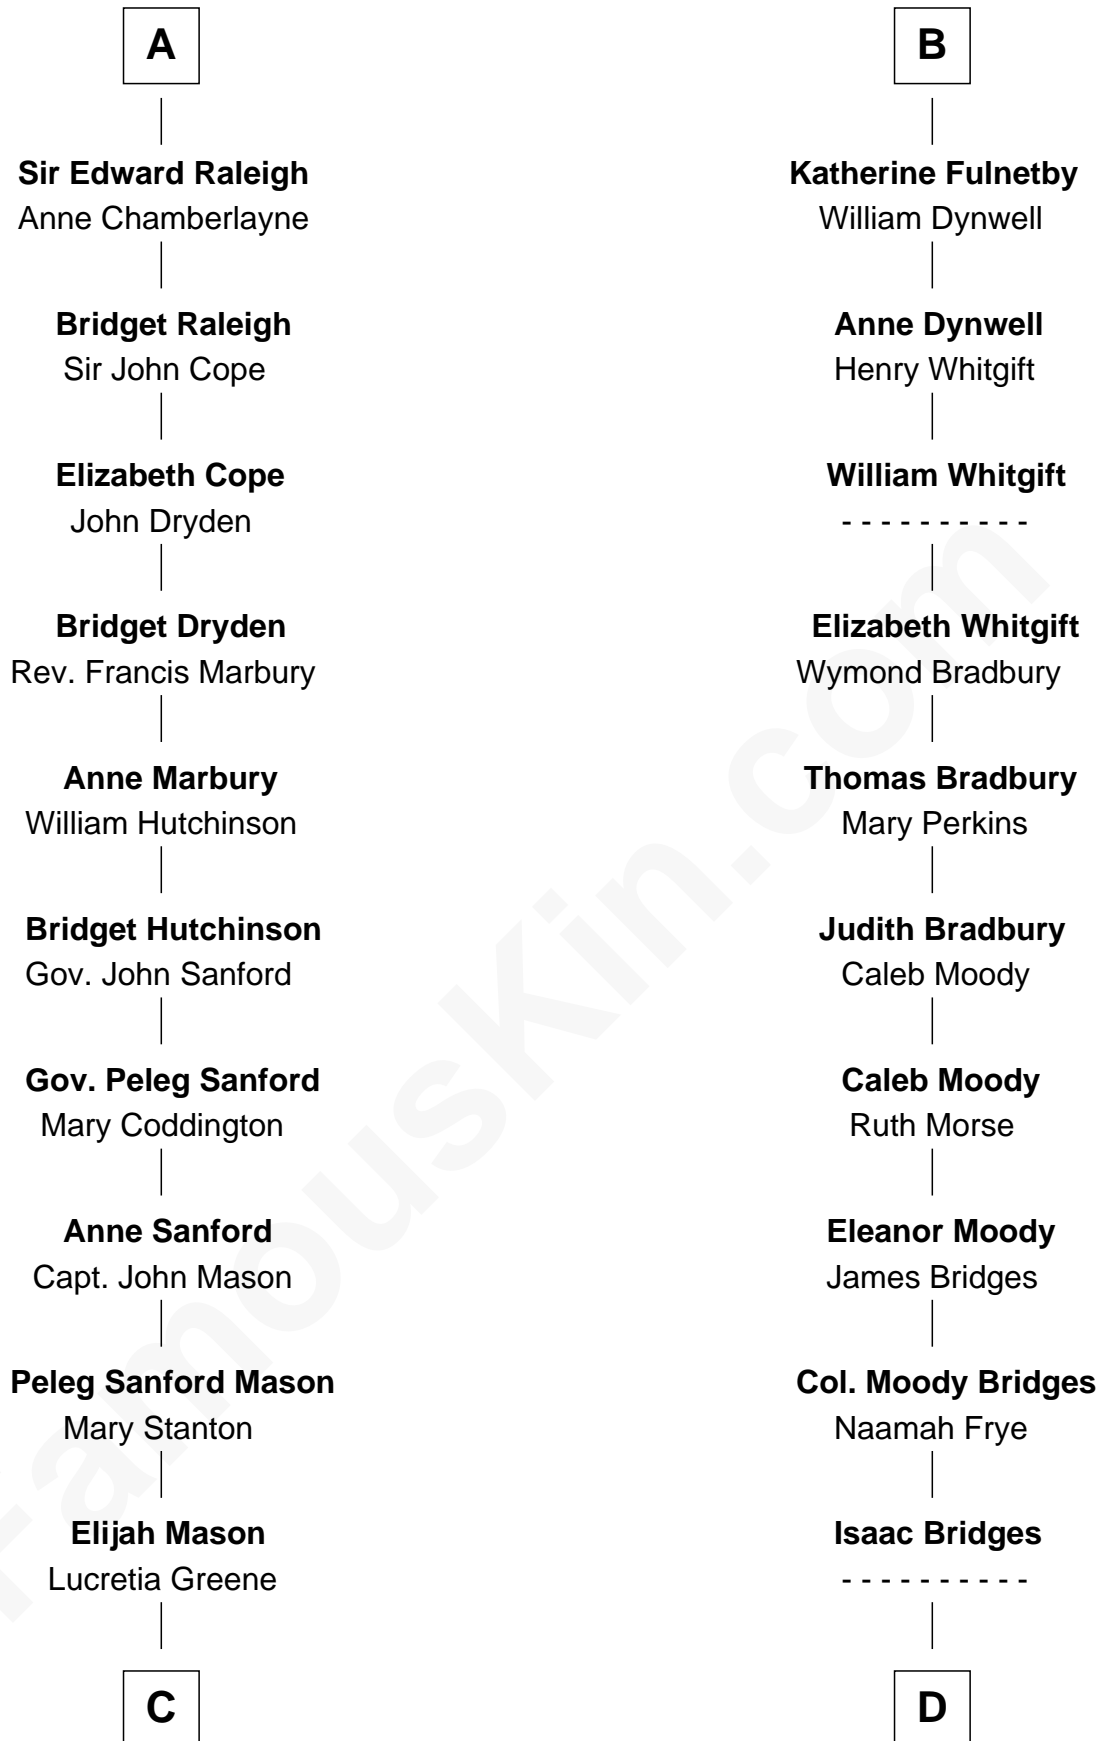 A
Sir Edward Raleigh
Anne Chamberlayne
Bridget Raleigh
Sir John Cope
Elizabeth Cope
John Dryden
Bridget Dryden
Rev. Francis Marbury
Anne Marbury
William Hutchinson
Bridget Hutchinson
Gov. John Sanford
Gov. Peleg Sanford
Mary Coddington
Anne Sanford
Capt. John Mason
Peleg Sanford Mason
Mary Stanton
Elijah Mason
Lucretia Greene
C
B
Katherine Fulnetby
William Dynwell
Anne Dynwell
Henry Whitgift
William Whitgift
- - - - - - - - - -
Elizabeth Whitgift
Wymond Bradbury
Thomas Bradbury
Mary Perkins
Judith Bradbury
Caleb Moody
Caleb Moody
Ruth Morse
Eleanor Moody
James Bridges
Col. Moody Bridges
Naamah Frye
Isaac Bridges
- - - - - - - - - -
D
FamousKin.com